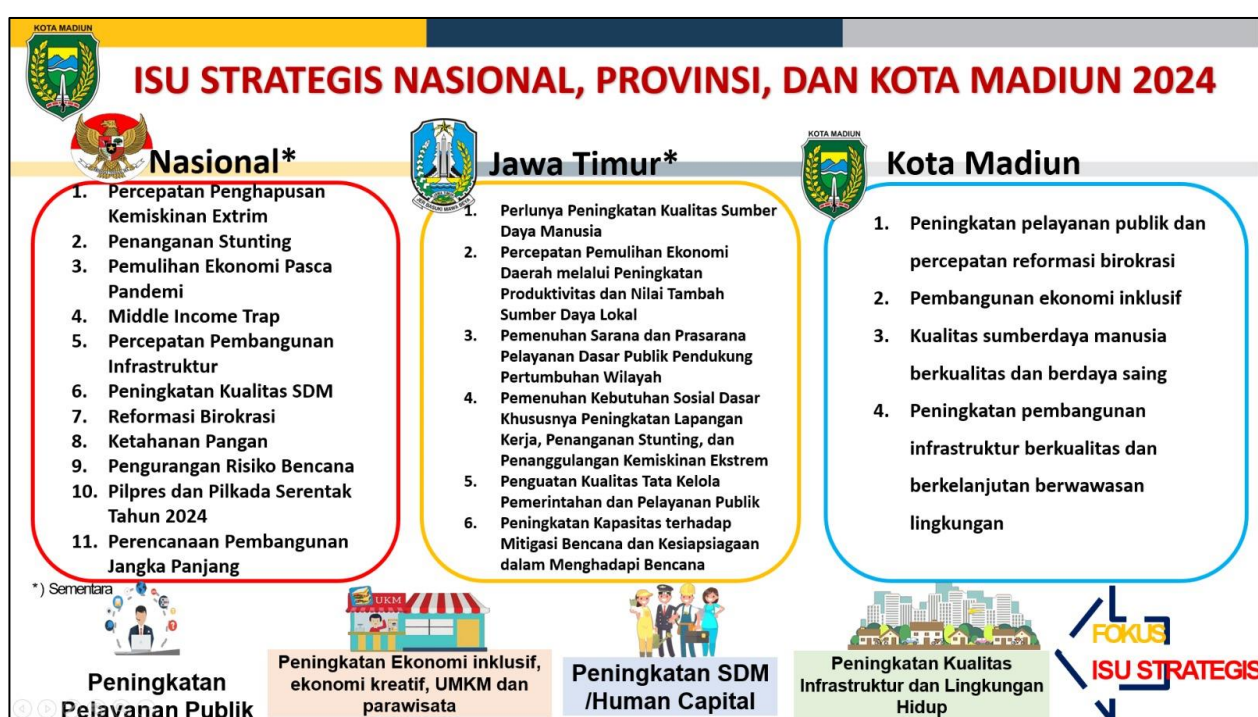 KOTA MADIUN
ISU STRATEGIS NASIONAL, PROVINSI, DAN KOTA MADIUN 2024
Nasional*
1. Percepatan Penghapusan
Kemiskinan Extrim
2. Penanganan Stunting
3. Pemulihan Ekonomi Pasca
Pandemi
4. Middle Income Trap
5. Percepatan Pembangunan
Infrastruktur
6. Peningkatan Kualitas SDM
7. Reformasi Birokrasi
8. Ketahanan Pangan
9. Pengurangan Risiko Bencana
10. Pilpres dan Pilkada Serentak
Tahun 2024
11. Perencanaan Pembangunan
Jangka Panjang
*) Sementara
Jawa Timur*
1. Perlunya Peningkatan Kualitas Sumber
Daya Manusia
2. Percepatan Pemulihan Ekonomi
Daerah melalui Peningkatan
Produktivitas dan Nilai Tambah
Sumber Daya Lokal
3. Pemenuhan Sarana dan Prasarana
Pelayanan Dasar Publik Pendukung
Pertumbuhan Wilayah
4. Pemenuhan Kebutuhan Sosial Dasar
Khususnya Peningkatan Lapangan
Kerja, Penanganan Stunting, dan
Penanggulangan Kemiskinan Ekstrem
5. Penguatan Kualitas Tata Kelola
Pemerintahan dan Pelayanan Publik
6. Peningkatan Kapasitas terhadap
Mitigasi Bencana dan Kesiapsiagaan
dalam Menghadapi Bencana
KOTA MADIUN
Kota Madiun
1. Peningkatan pelayanan publik dan
percepatan reformasi birokrasi
2. Pembangunan ekonomi inklusif
3. Kualitas sumberdaya manusia
berkualitas dan berdaya saing
4. Peningkatan pembangunan
infrastruktur berkualitas dan
berkelanjutan berwawasan
lingkungan
Peningkatan
Pelayanan Publik
UKM
Peningkatan Ekonomi inklusif,
ekonomi kreatif, UMKM dan
parawisata
Peningkatan SDM
/Human Capital
Peningkatan Kualitas
Infrastruktur dan Lingkungan
Hidup
FOKUS
ISU STRATEGIS